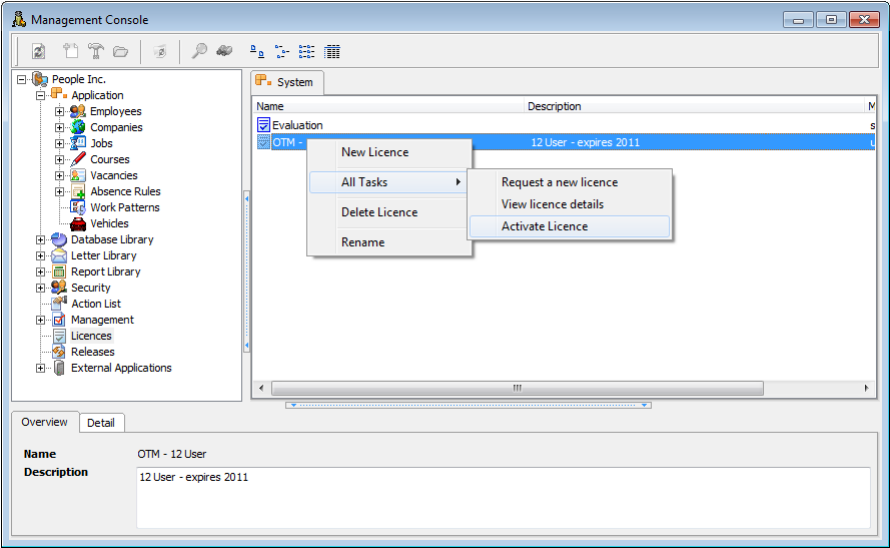 Management Console
People Inc.
Application
Employees
Companies
Jobs
Courses
Vacancies
Absence Rules
Work Patterns
Vehicles
Database Library
Letter Library
Report Library
Security
Action List
Management
Licences
Releases
External Applications
System
Name Description M
Evaluation s
OTM - 12 User - expires 2011 u
New Licence
All Tasks
Delete Licence
Rename
Request a new licence
View licence details
Activate Licence
Overview Detail
Name OTM - 12 User
Description 12 User - expires 2011